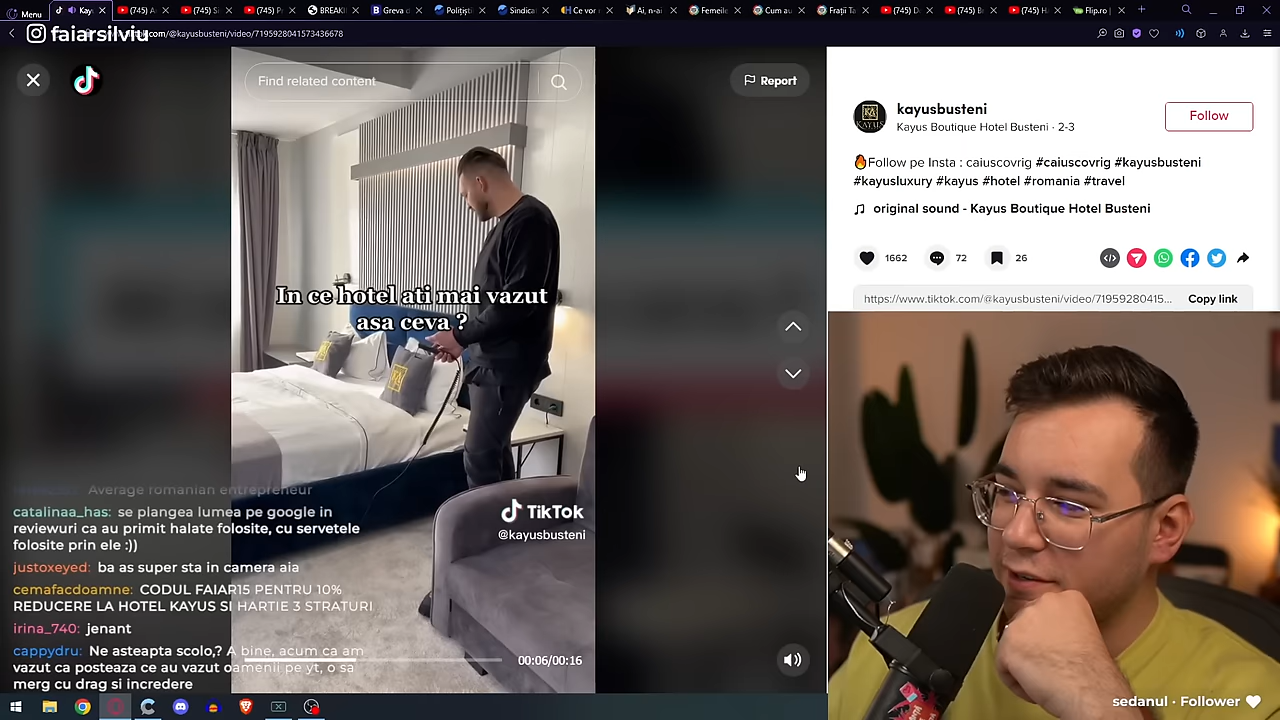 Menu
faiarsilviu
.com/@kayusbusteni/video/7195928041573436678
Find related content
Report
kayusbusteni
Kayus Boutique Hotel Busteni · 2-3
Follow
🔥Follow pe Insta : caiuscovrig #caiuscovrig #kayusbusteni
#kayusluxury #kayus #hotel #romania #travel
original sound - Kayus Boutique Hotel Busteni
1662
72
26
https://www.tiktok.com/@kayusbusteni/video/71959280415...
Copy link
In ce hotel ati mai vazut
asa ceva ?
TikTok
@kayusbusteni
Average romanian entrepreneur
catalinaa_has: se plangea lumea pe google in
reviewuri ca au primit halate folosite, cu servetele
folosite prin ele :))
justoxeyed: ba as super sta in camera aia
cemafacdoamne: CODUL FAIAR15 PENTRU 10%
REDUCERE LA HOTEL KAYUS SI HARTIE 3 STRATURI
irina_740: jenant
cappydru: Ne asteapta scolo,? A bine, acum ca am
vazut ca posteaza ce au vazut oamenii pe yt, o sa
merg cu drag si incredere
00:06/00:16
sedanul · Follower